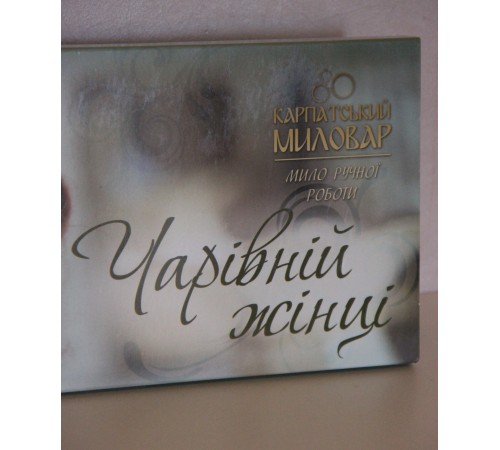 КАРПАТСЬКИЙ
МИЛОВАР
МИЛО РУЧНОЇ
РОБОТИ
Чарівній
жінці